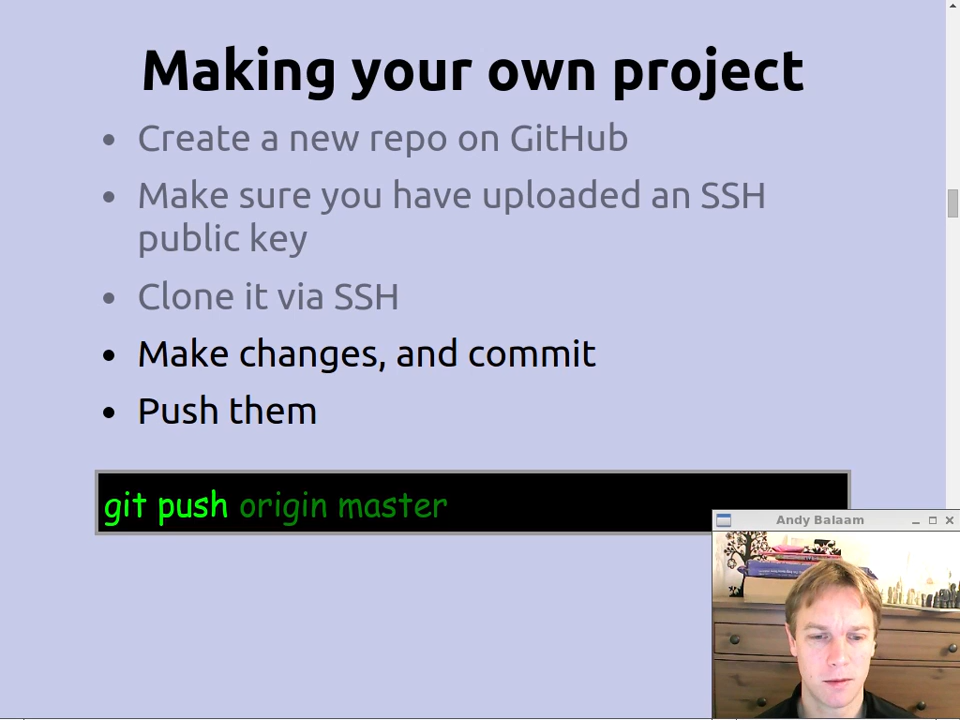 Making your own project
• Create a new repo on GitHub
• Make sure you have uploaded an SSH
public key
• Clone it via SSH
• Make changes, and commit
• Push them
git push origin master
Andy Balaam